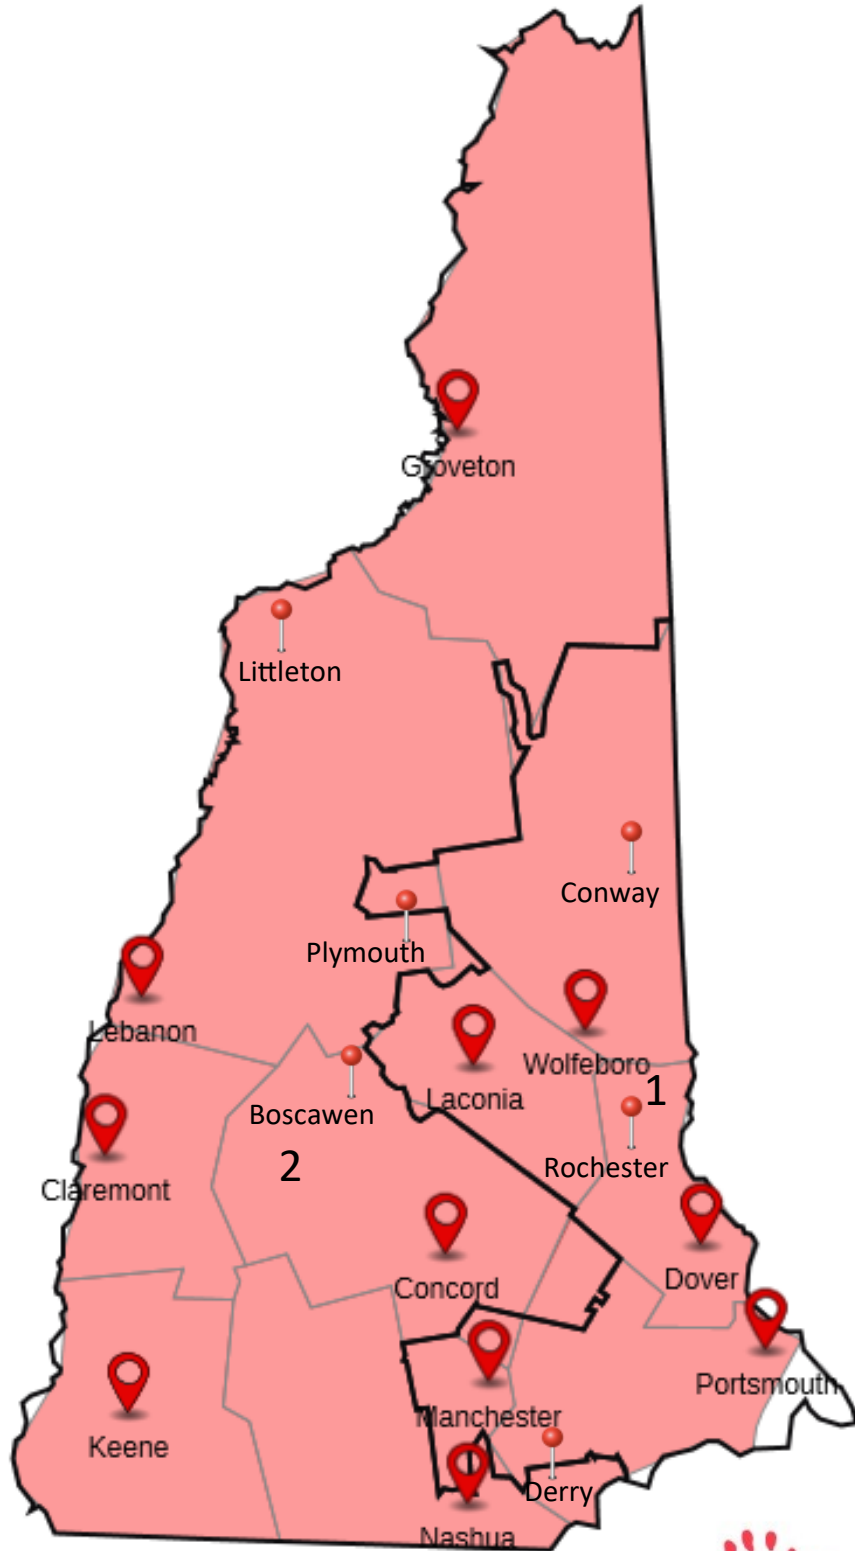 Groveton
Littleton
Conway
Plymouth
Lebanon
Wolfeboro
1
Laconia
Boscawen
2
Rochester
Claremont
Dover
Concord
Portsmouth
Manchester
Keene
Derry
Nashua